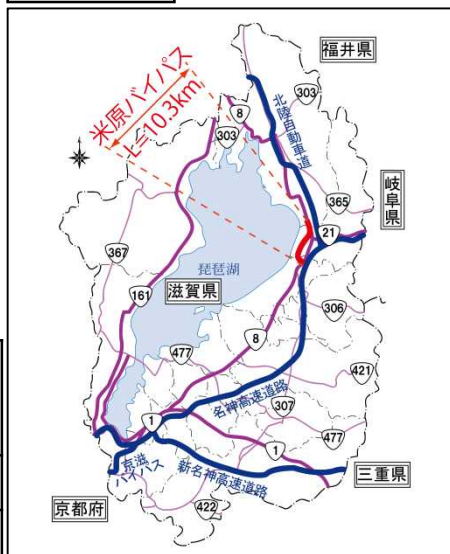 福井県
303
8
北陸自動車道
米原バイパス
L=10.3km
303
岐阜県
365
21
367
琵琶湖
滋賀県
161
306
8
477
421
名神高速道路
307
1
477
1
京滋
バイパス
新名神高速道路
三重県
京都府
422